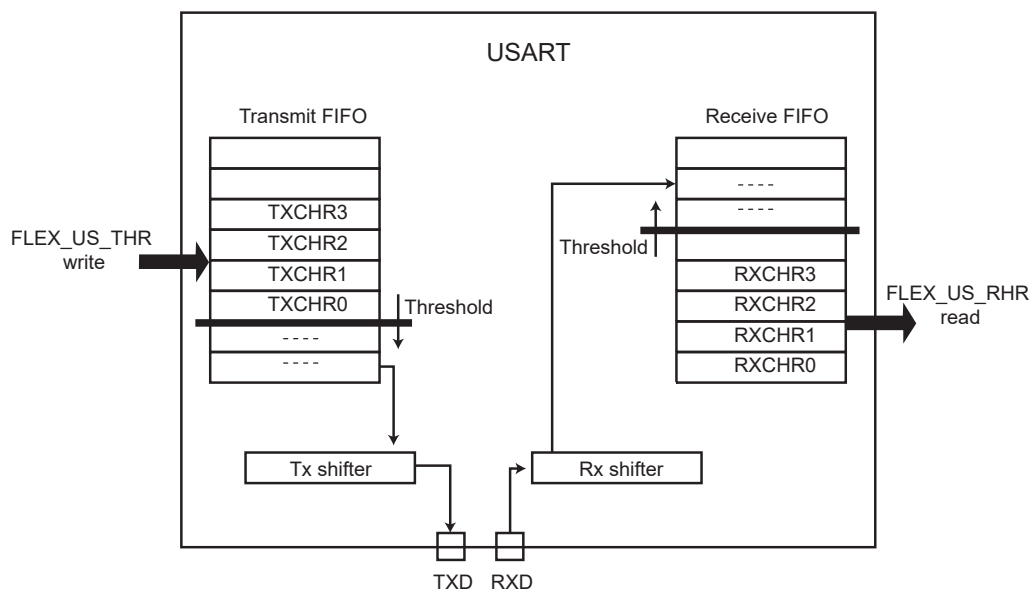 USART
Transmit FIFO
Receive FIFO
- - - -
- - - -
TXCHR3
TXCHR2
TXCHR1
TXCHR0
- - - -
- - - -
FLEX_US_THR
write
Threshold
Threshold
RXCHR3
RXCHR2
RXCHR1
RXCHR0
FLEX_US_RHR
read
Tx shifter
Rx shifter
TXD
RXD